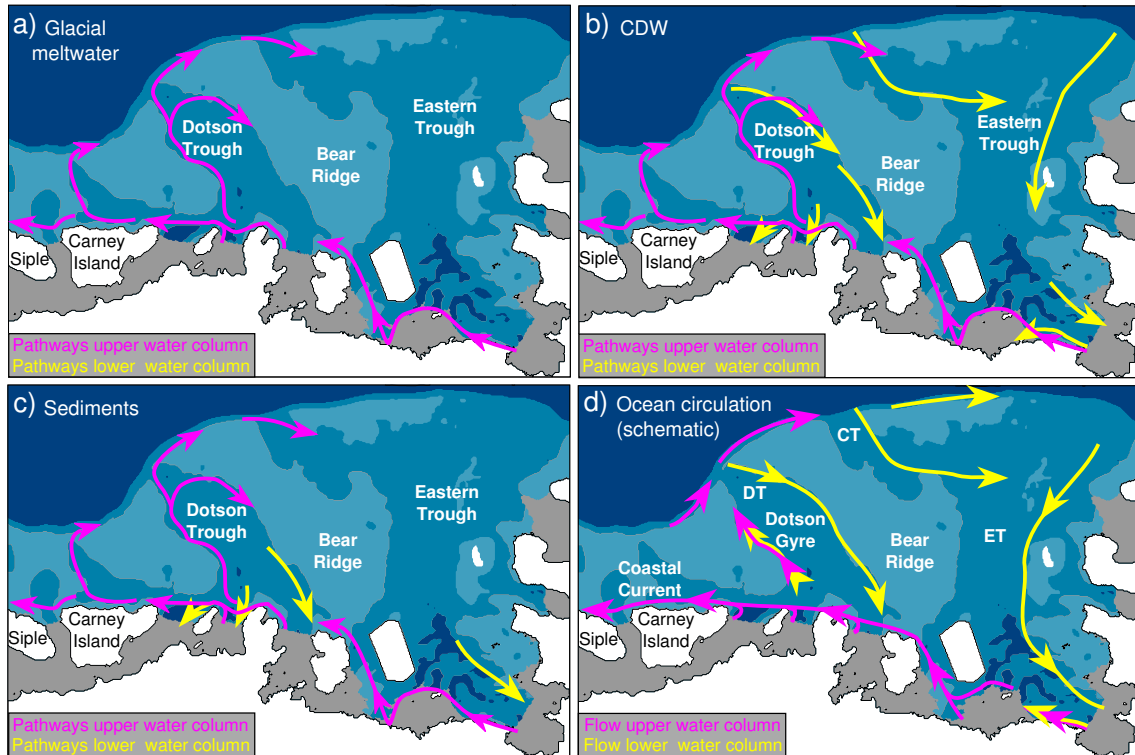 a) Glacial
meltwater
Dotson
Trough
Bear
Ridge
Eastern
Trough
Siple
Carney
Island
Pathways upper water column
Pathways lower water column
b) CDW
Dotson
Trough
Bear
Ridge
Eastern
Trough
Siple
Carney
Island
Pathways upper water column
Pathways lower water column
c) Sediments
Dotson
Trough
Bear
Ridge
Eastern
Trough
Siple
Carney
Island
Pathways upper water column
Pathways lower water column
d) Ocean circulation
(schematic)
CT
DT
Dotson
Gyre
Bear
Ridge
ET
Coastal
Current
Siple
Carney
Island
Flow upper water column
Flow lower water column